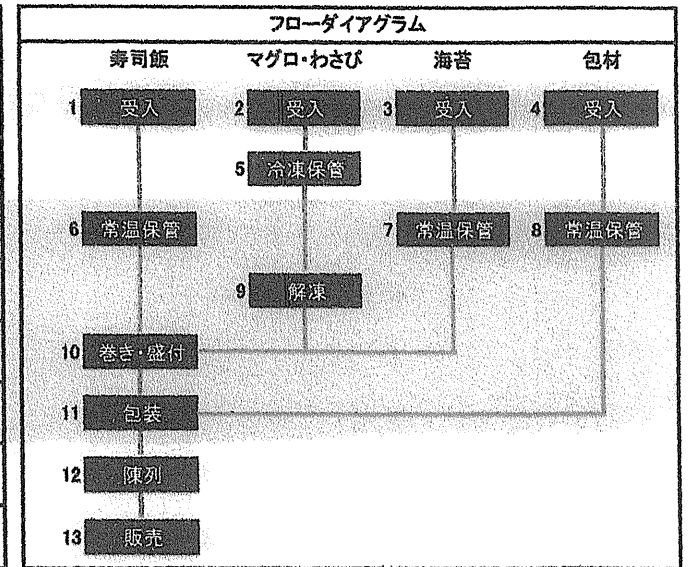 フローダイアグラム
寿司飯 マグロ・わさび 海苔 包材
1 受入 2 受入 3 受入 4 受入
5 冷凍保管
6 常温保管 7 常温保管 8 常温保管
9 解凍
10 巻き・盛付
11 包装
12 陳列
13 販売